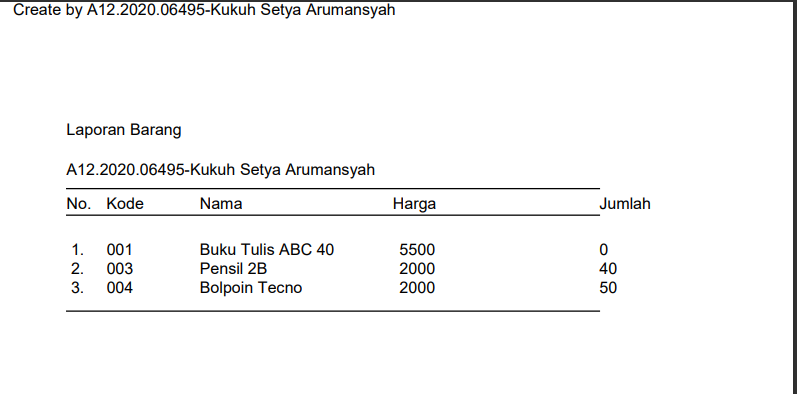 Create by A12.2020.06495-Kukuh Setya Arumansyah
Laporan Barang
A12.2020.06495-Kukuh Setya Arumansyah
No. Kode Nama Harga Jumlah
1. 001 Buku Tulis ABC 40 5500 0
2. 003 Pensil 2B 2000 40
3. 004 Bolpoin Tecno 2000 50